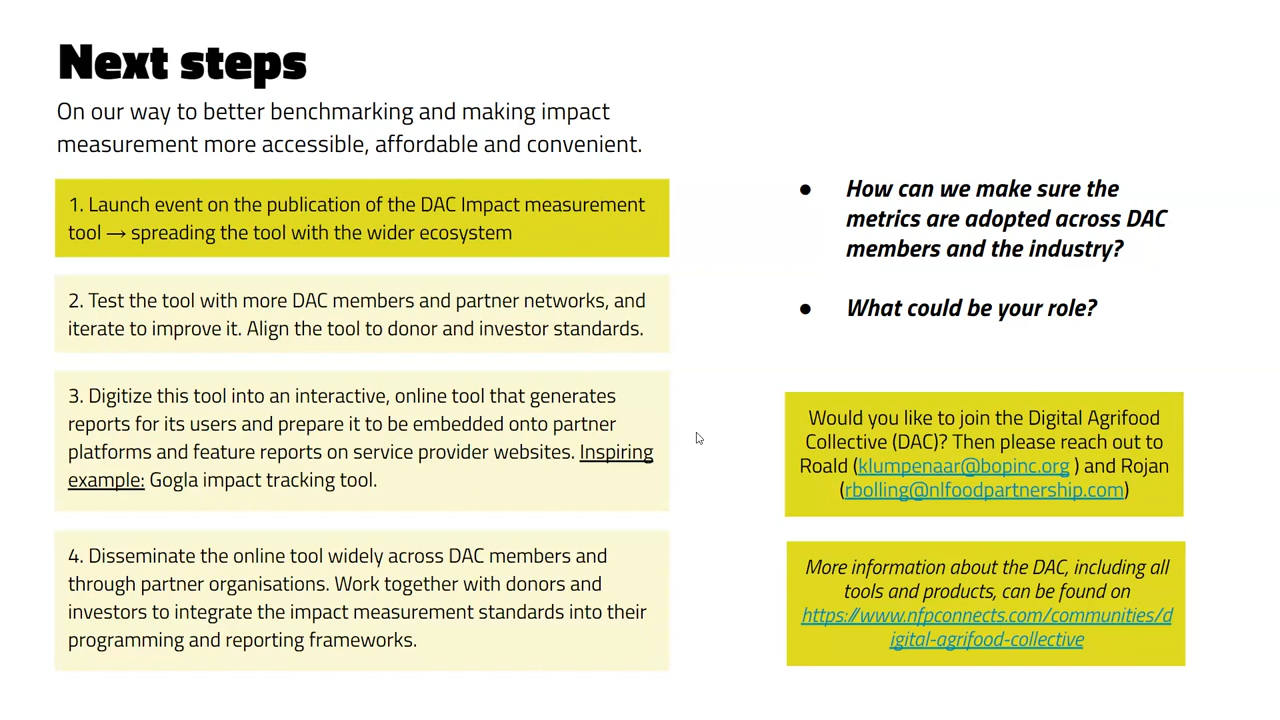 Next steps
On our way to better benchmarking and making impact
measurement more accessible, affordable and convenient.
1. Launch event on the publication of the DAC Impact measurement
tool → spreading the tool with the wider ecosystem
2. Test the tool with more DAC members and partner networks, and
iterate to improve it. Align the tool to donor and investor standards.
3. Digitize this tool into an interactive, online tool that generates
reports for its users and prepare it to be embedded onto partner
platforms and feature reports on service provider websites. Inspiring
example: Gogla impact tracking tool.
4. Disseminate the online tool widely across DAC members and
through partner organisations. Work together with donors and
investors to integrate the impact measurement standards into their
programming and reporting frameworks.
● How can we make sure the
metrics are adopted across DAC
members and the industry?
● What could be your role?
Would you like to join the Digital Agrifood
Collective (DAC)? Then please reach out to
Roald (klumpenaar@bopinc.org ) and Rojan
(rbolling@nlfoodpartnership.com)
More information about the DAC, including all
tools and products, can be found on
https://www.nfpconnects.com/communities/d
igital-agrifood-collective